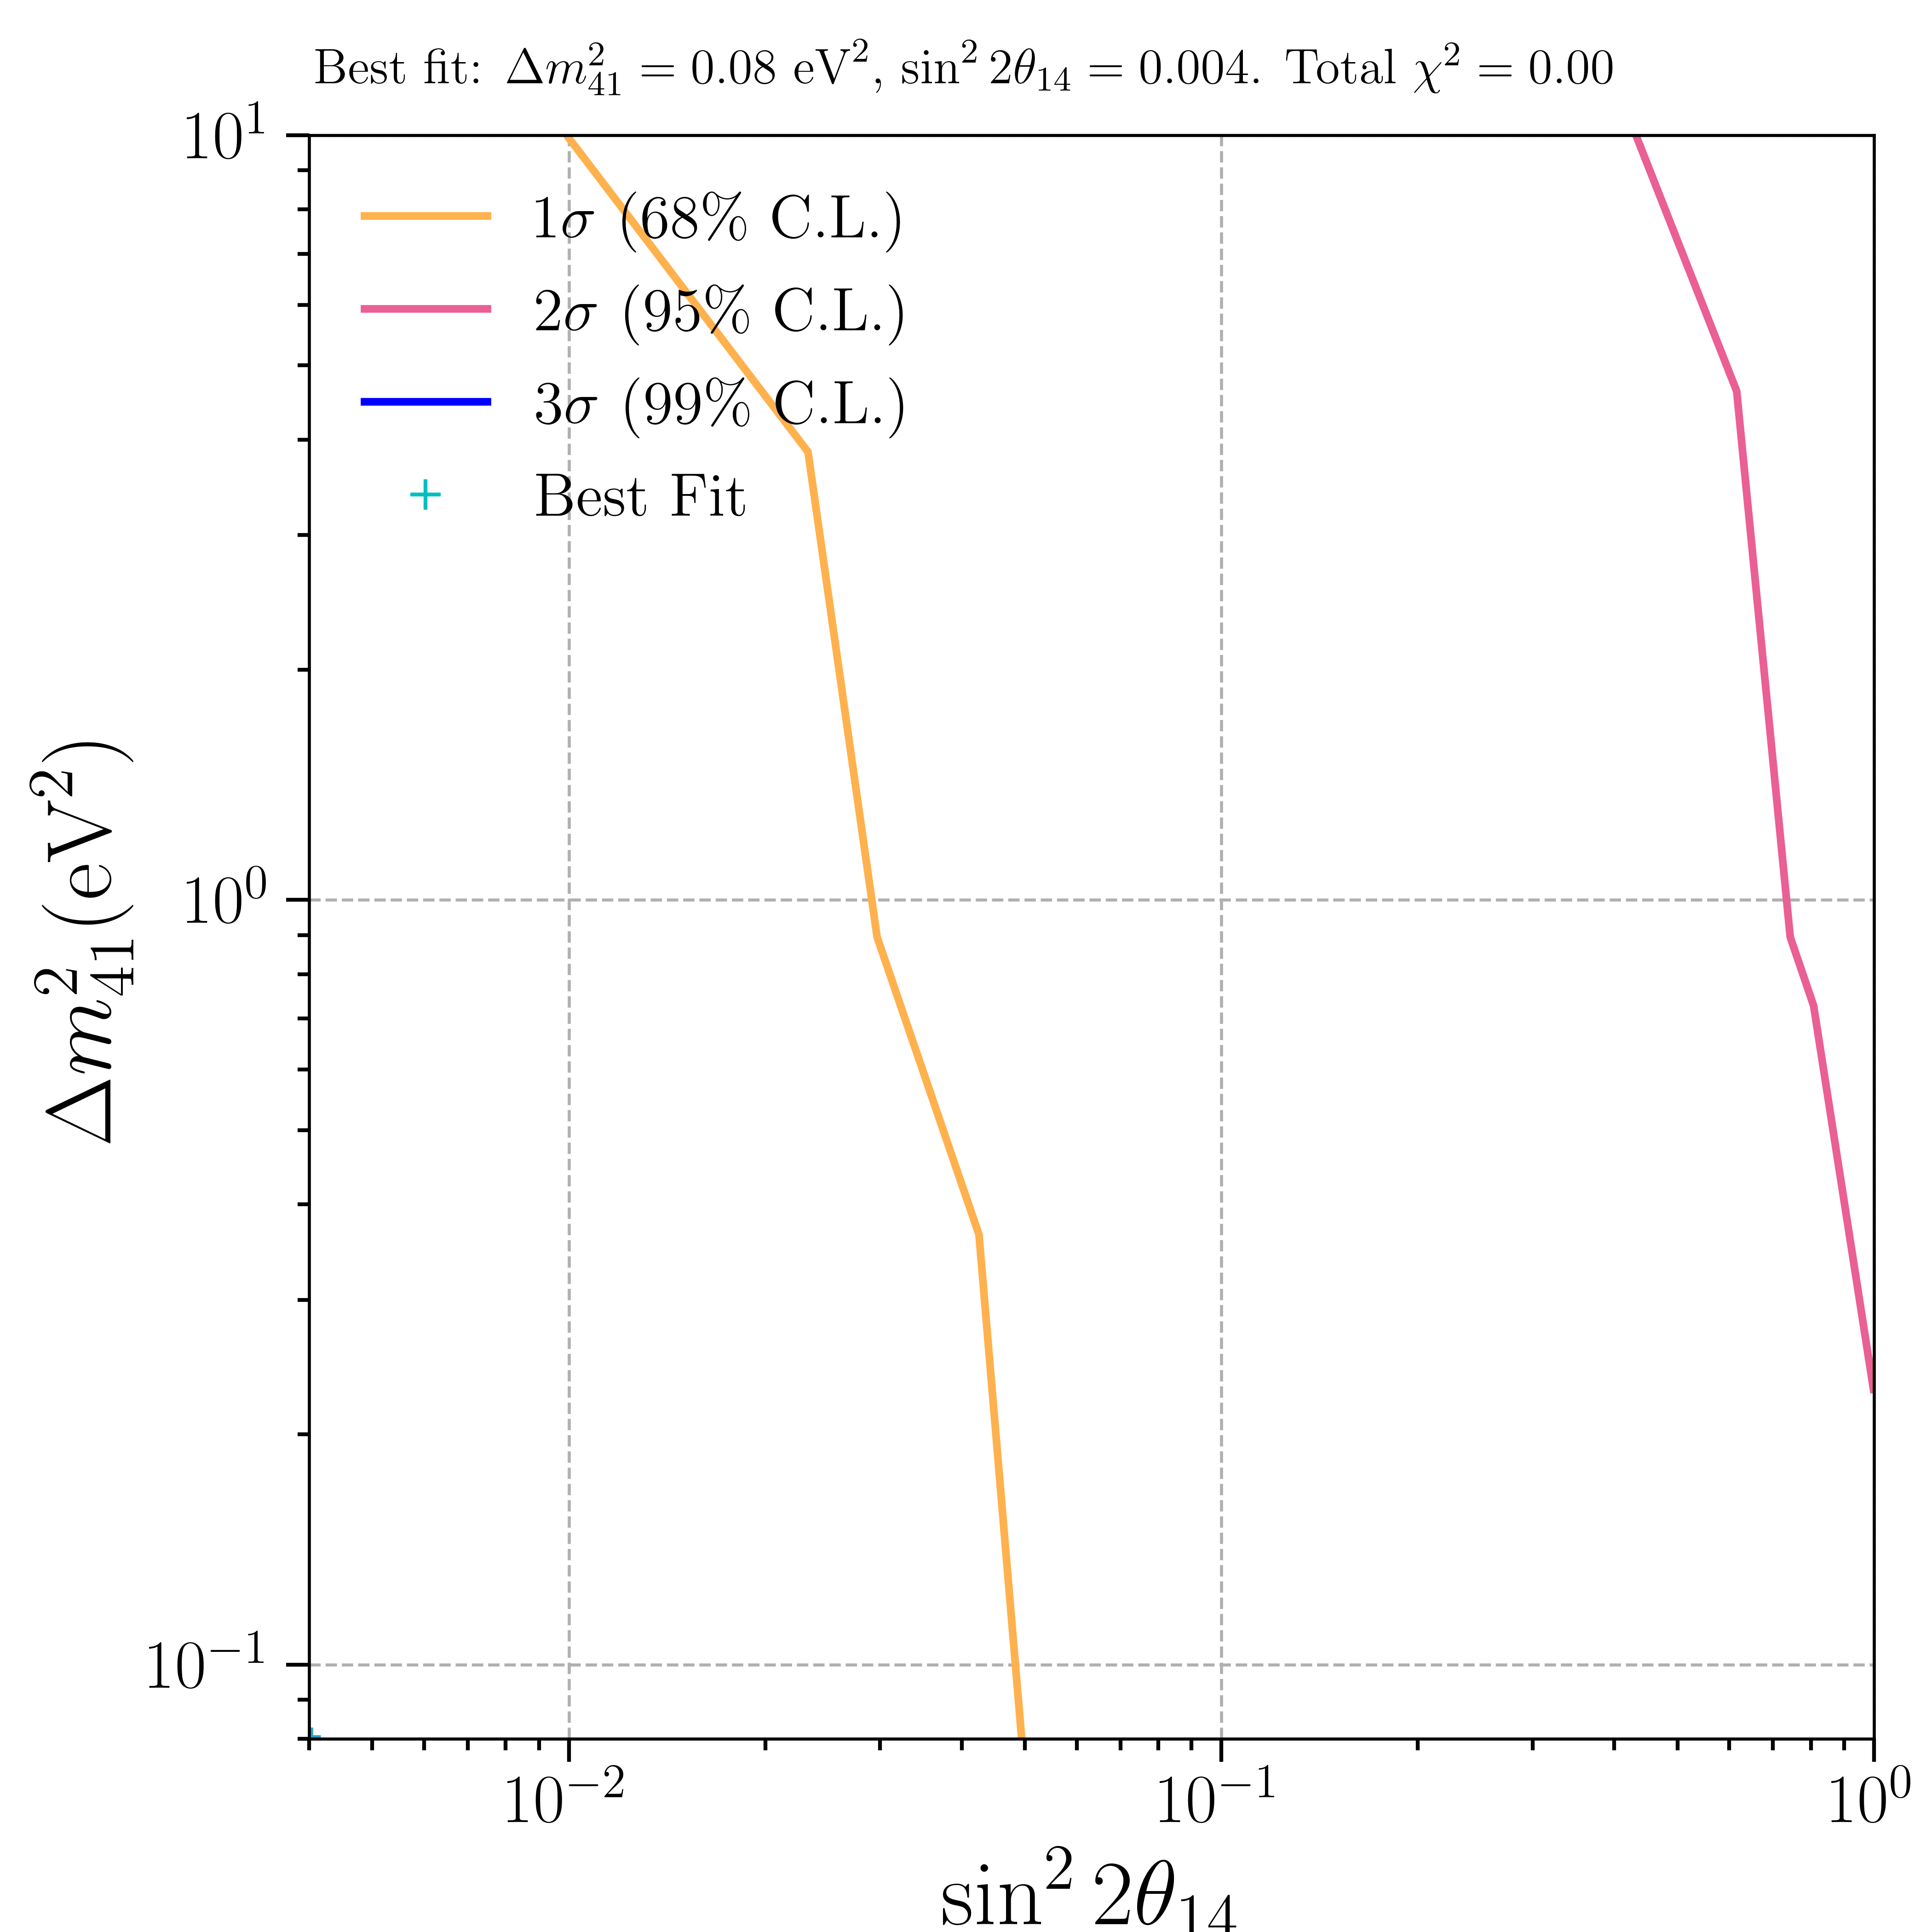 Best fit: Δm²₄₁ = 0.08 eV², sin² 2θ₁₄ = 0.004. Total χ² = 0.00
10¹
1σ (68% C.L.)
2σ (95% C.L.)
3σ (99% C.L.)
Best Fit
Δm²₄₁(eV²)
10⁰
10⁻¹
10⁻² 10⁻¹ 10⁰
sin² 2θ₁₄